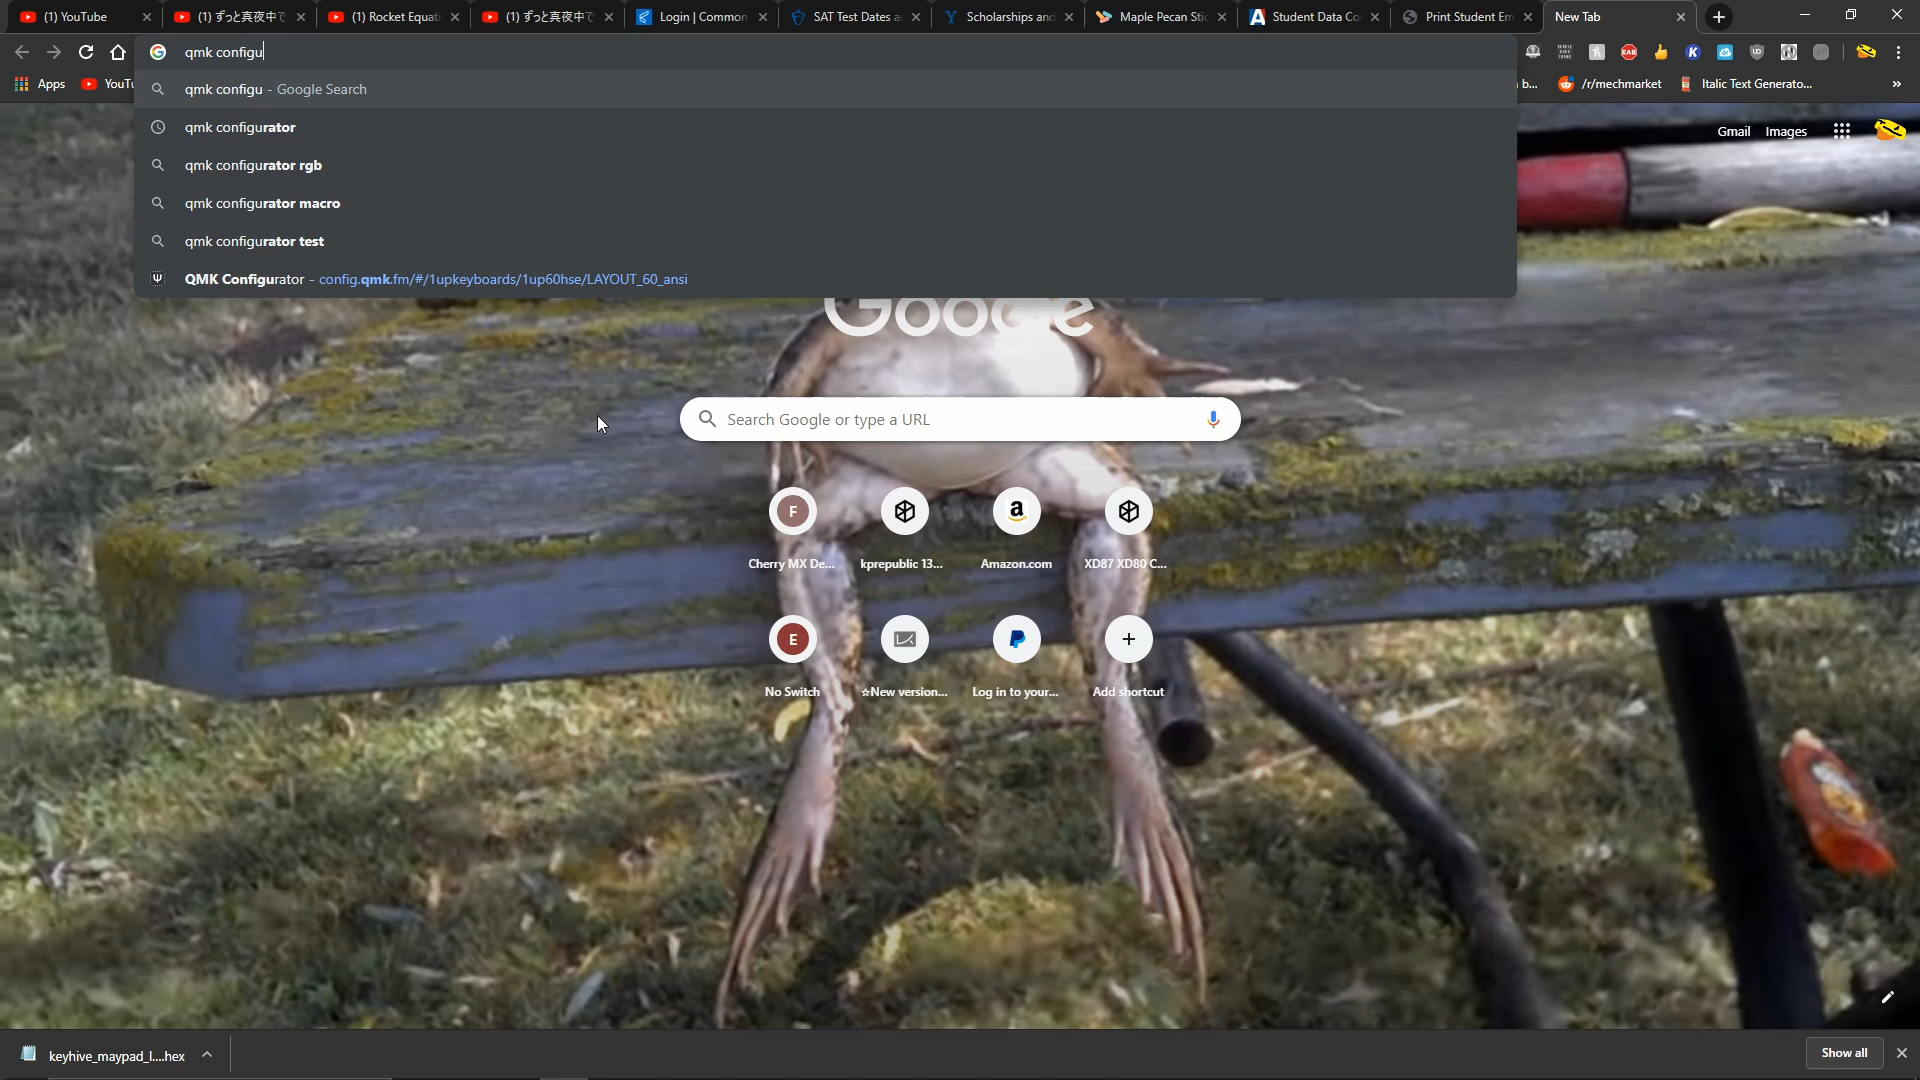 (1) YouTube
(1) ずっと真夜中で
(1) Rocket Equati
(1) ずっと真夜中で
Login | Common
SAT Test Dates a
Scholarships and
Maple Pecan Stic
Student Data Co
Print Student Em
New Tab
qmk configu
Apps
YouTu
b...
/r/mechmarket
Italic Text Generato...
»
qmk configu - Google Search
qmk configurator
qmk configurator rgb
qmk configurator macro
qmk configurator test
QMK Configurator - config.qmk.fm/#/1upkeyboards/1up60hse/LAYOUT_60_ansi
Gmail
Images
Google
Search Google or type a URL
F
a
Cherry MX De...
kprepublic 13...
Amazon.com
XD87 XD80 C...
E
No Switch
☆New version...
Log in to your...
Add shortcut
keyhive_maypad_l....hex
Show all